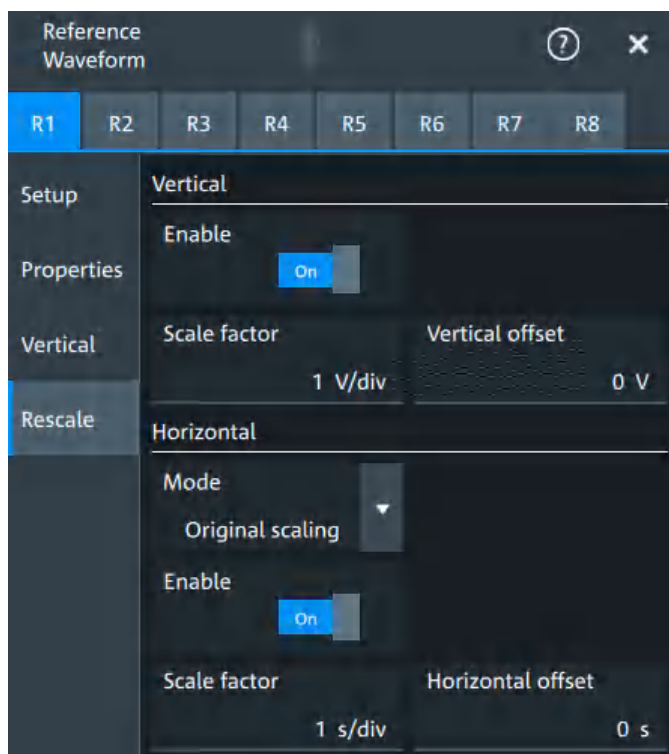 Reference
Waveform
?
×
R1 R2 R3 R4 R5 R6 R7 R8
Setup
Properties
Vertical
Rescale
Vertical
Enable
On
Scale factor
1 V/div
Vertical offset
0 V
Horizontal
Mode
Original scaling
Enable
On
Scale factor
1 s/div
Horizontal offset
0 s